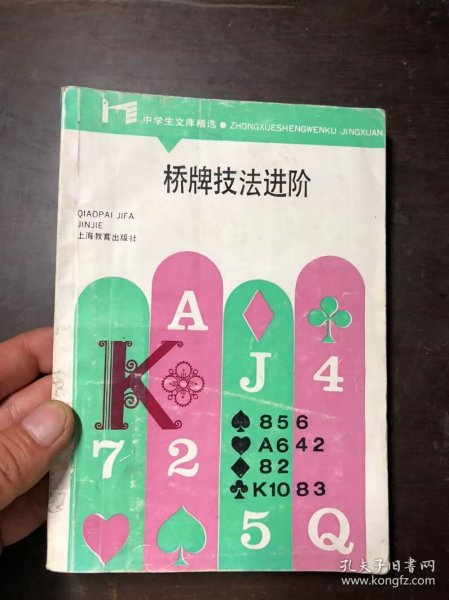 中学生文库精选●ZHONGXUESHENGWENKU JINGXUAN
桥牌技法进阶
QIAOPAI JIFA
JINJIE
上海教育出版社
A
K
J
4
7
2
♠856
♥A642
♦82
♣K1083
5
Q
孔夫子旧书网
www.kongfz.com